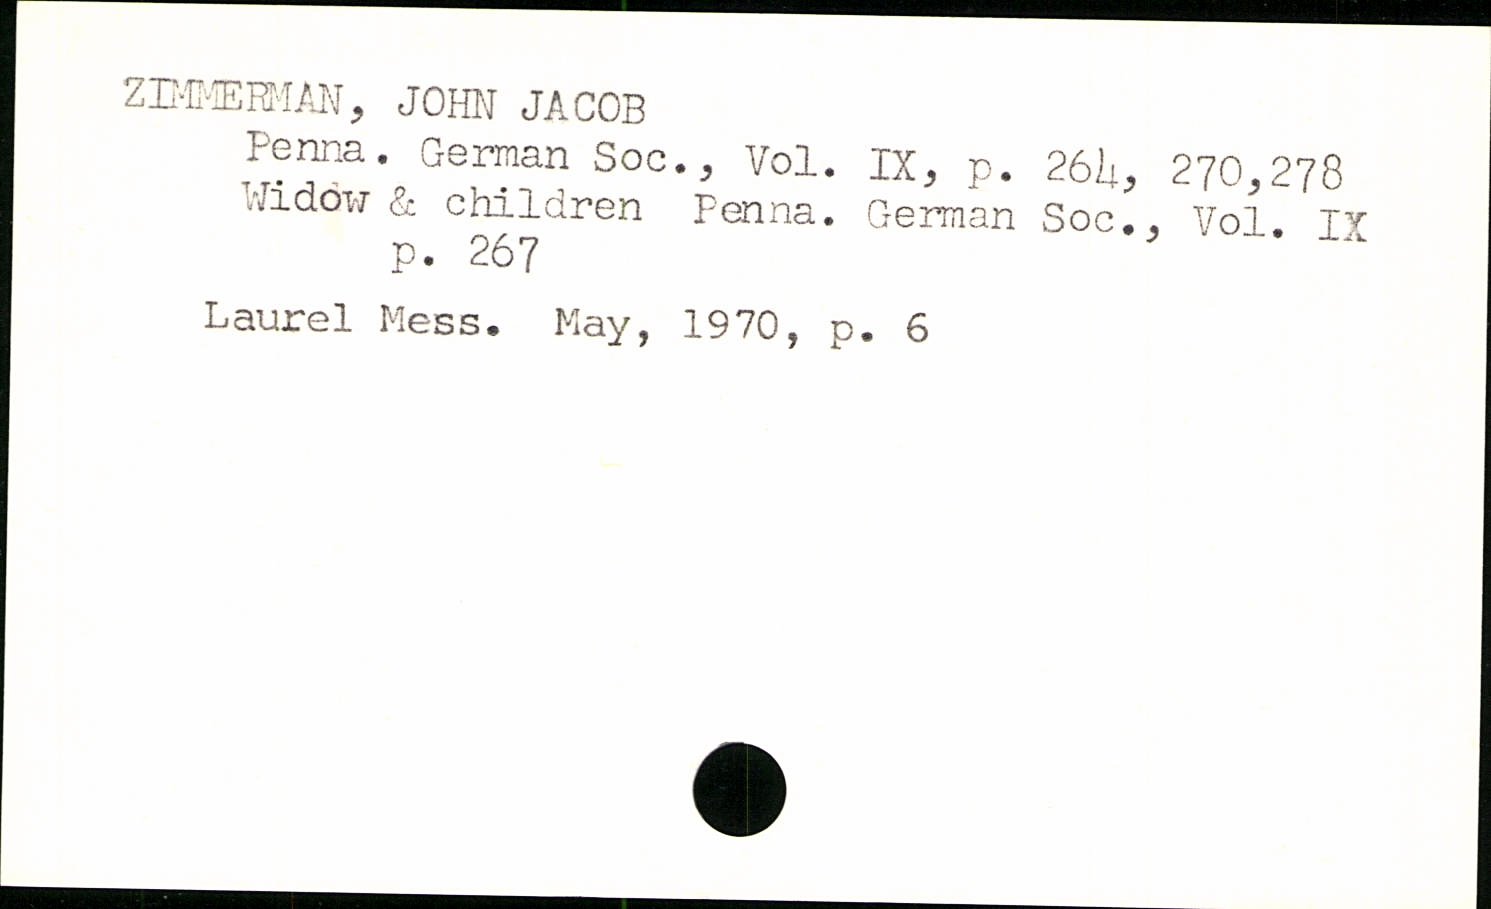 ZIMMERMAN, JOHN JACOB
Penna. German Soc., Vol. IX, p. 264, 270,278
Widow & children Penna. German Soc., Vol. IX
p. 267
Laurel Mess. May, 1970, p. 6